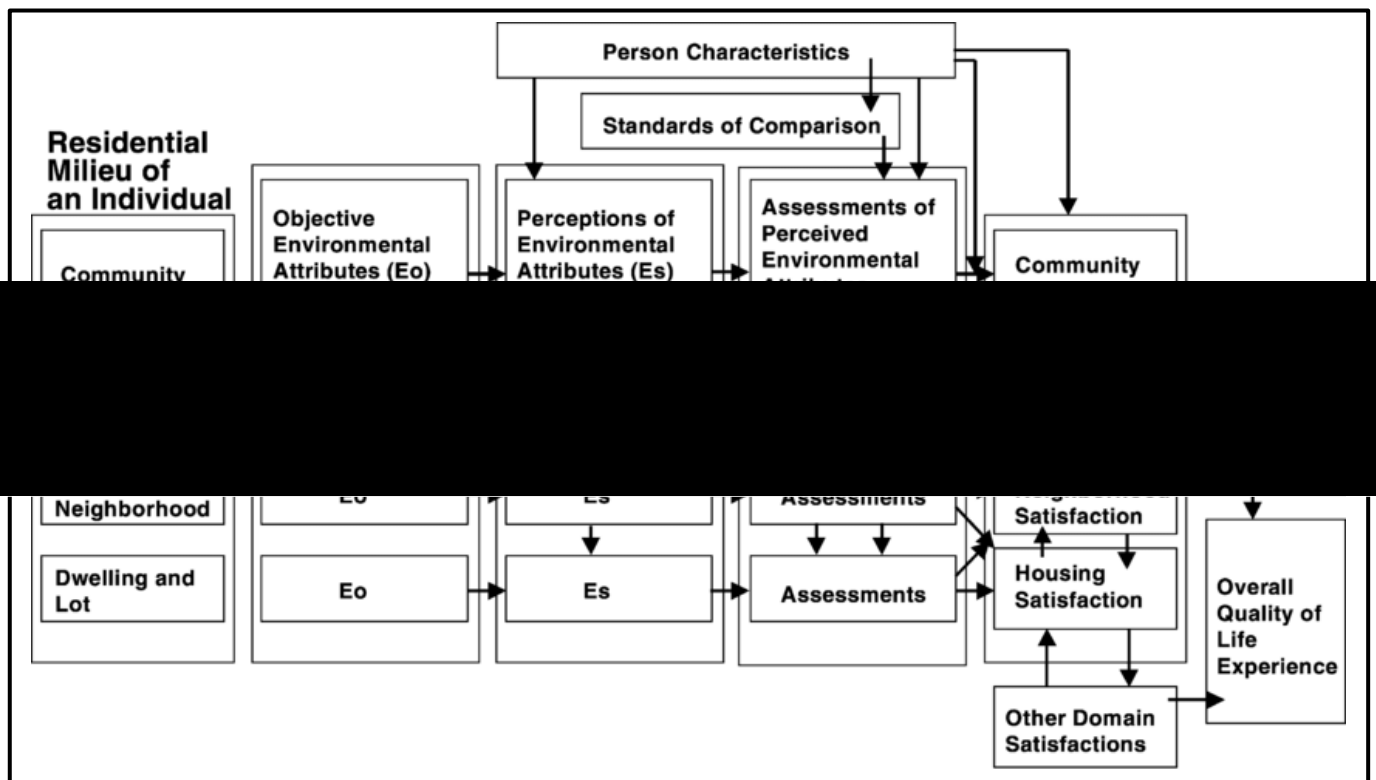 Person Characteristics
Standards of Comparison
Residential
Milieu of
an Individual
Community
Objective
Environmental
Attributes (Eo)
Perceptions of
Environmental
Attributes (Es)
Assessments of
Perceived
Environmental
Community
Neighborhood
Eo
Es
Assessments
Satisfaction
Dwelling and
Lot
Eo
Es
Assessments
Housing
Satisfaction
Overall
Quality of
Life
Experience
Other Domain
Satisfactions